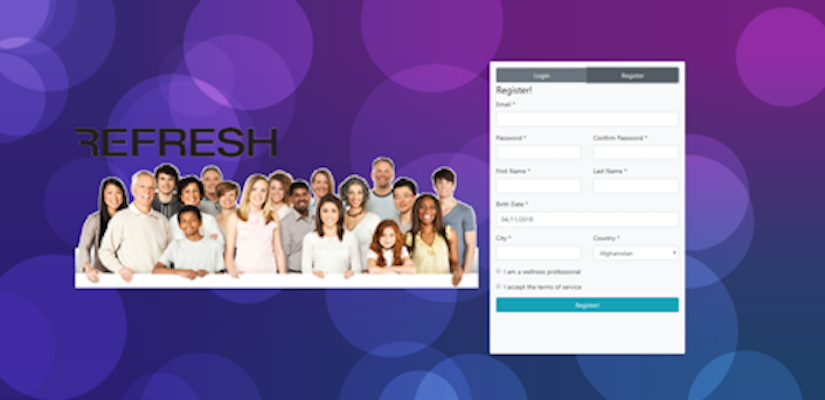 REFRESH
Login Register
Register!
Email *
Password * Confirm Password *
First Name * Last Name *
Birth Date *
04/11/2018
City * Country *
Afghanistan
I am a wellness professional
I accept the terms of service
Register!